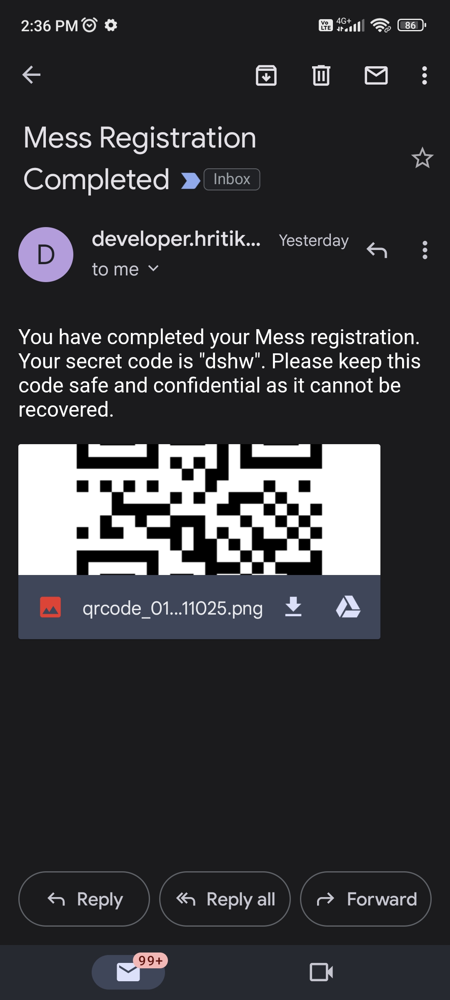 2:36 PM
Vo LTE 4G+ 86
Mess Registration
Completed Inbox
D
developer.hritik... Yesterday
to me
You have completed your Mess registration.
Your secret code is "dshw". Please keep this
code safe and confidential as it cannot be
recovered.
qrcode_01...11025.png
Reply Reply all Forward
99+